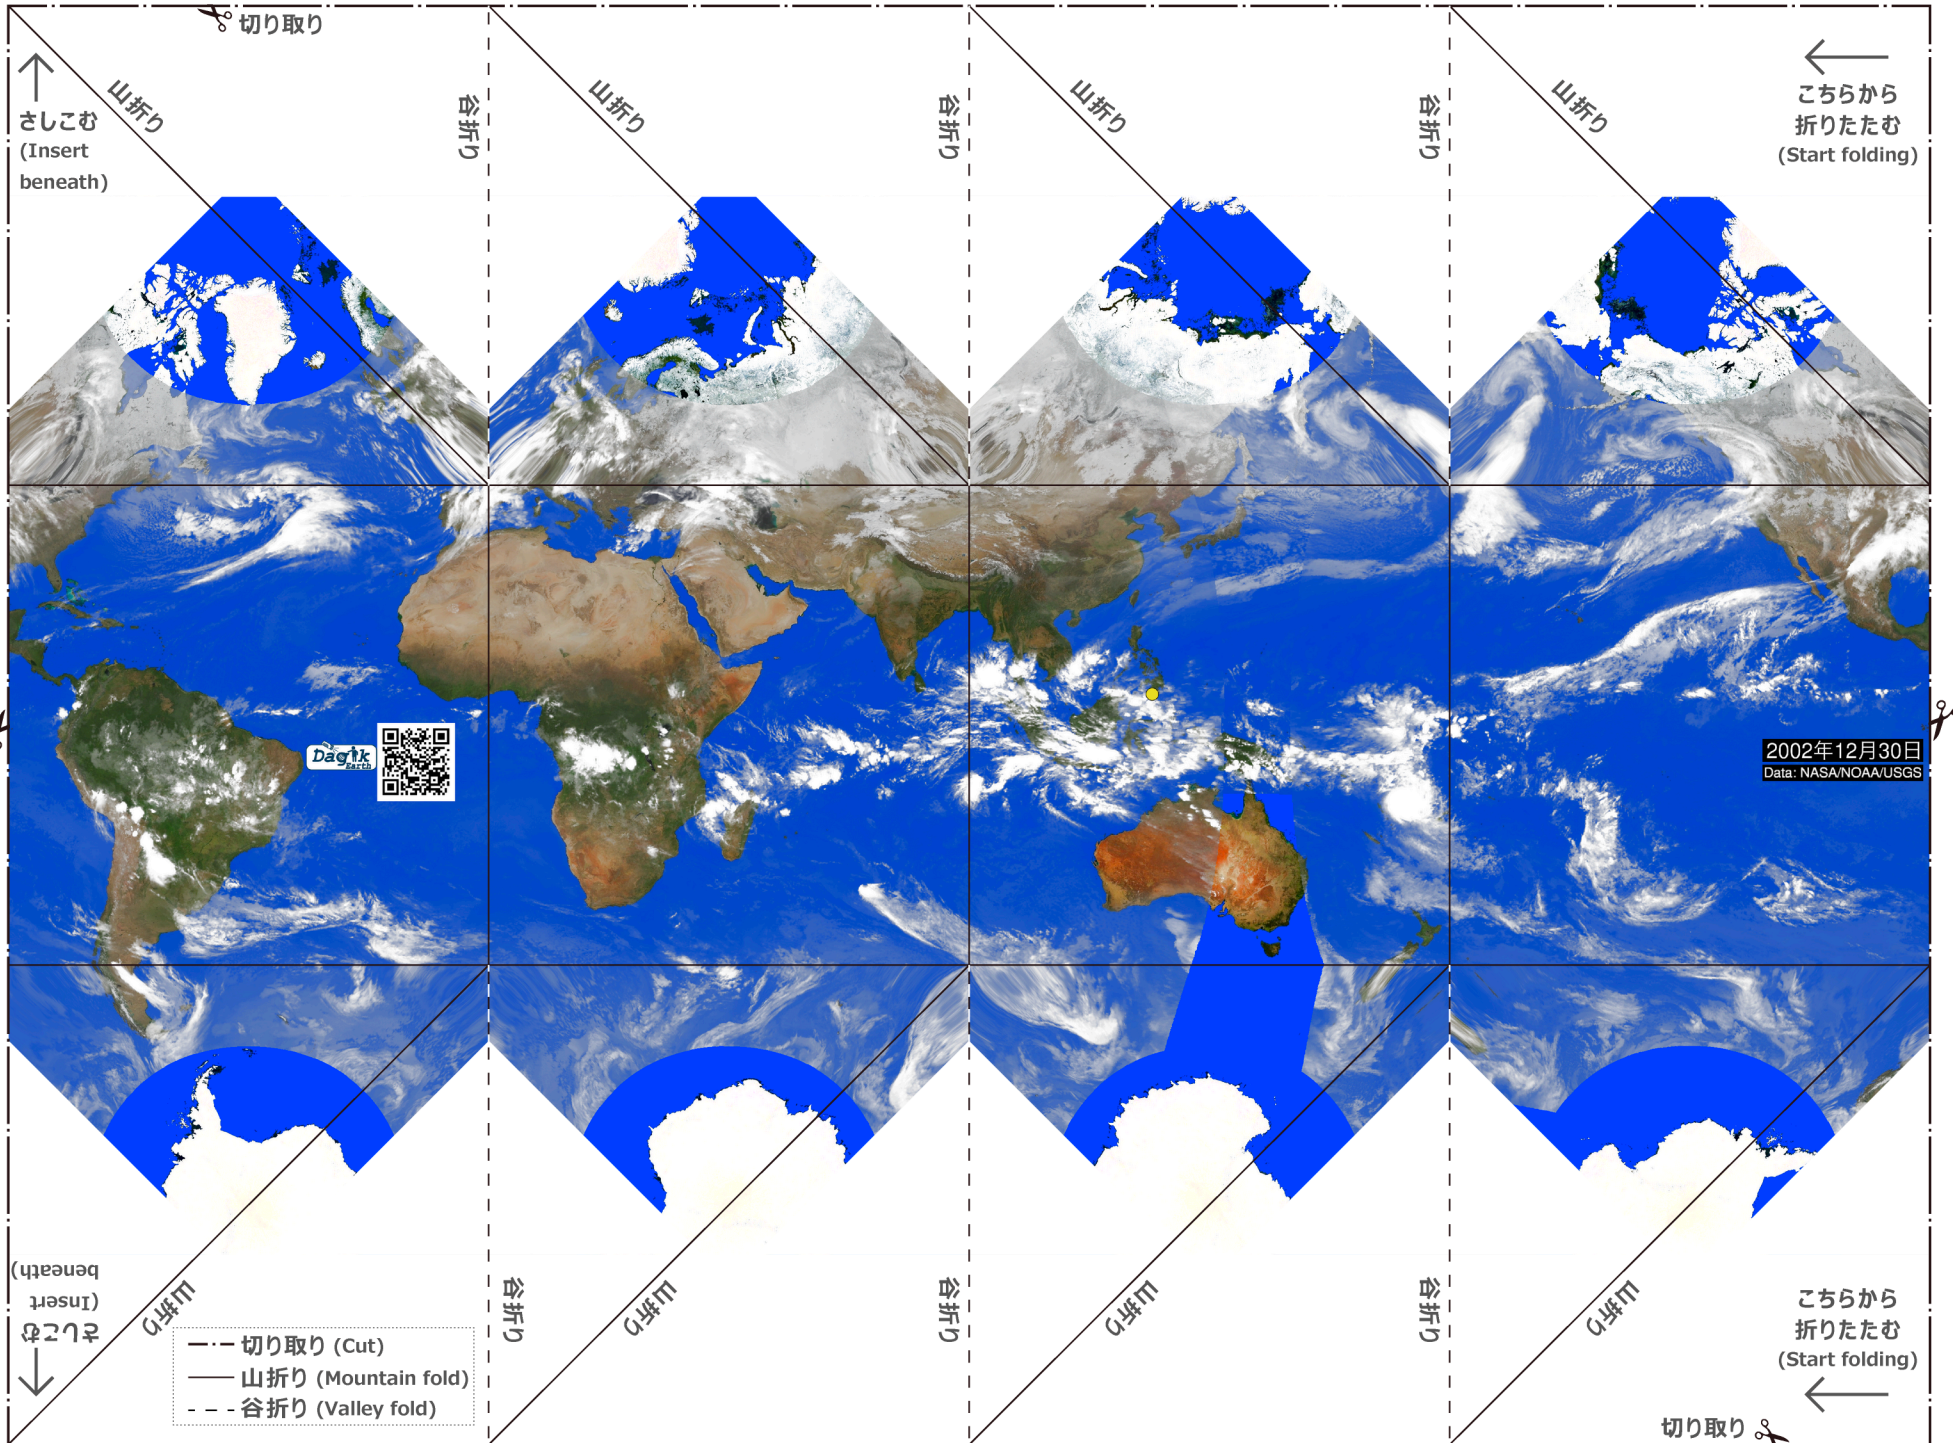 切り取り
さしこむ
(Insert
beneath)
山折り
谷折り
山折り
谷折り
山折り
谷折り
山折り
こちらから
折りたたむ
(Start folding)
Dagik
Earth
2002年12月30日
Data: NASA/NOAA/USGS
さしこむ
(Insert
beneath)
山折り
谷折り
山折り
谷折り
山折り
谷折り
山折り
こちらから
折りたたむ
(Start folding)
切り取り (Cut)
山折り (Mountain fold)
谷折り (Valley fold)
切り取り